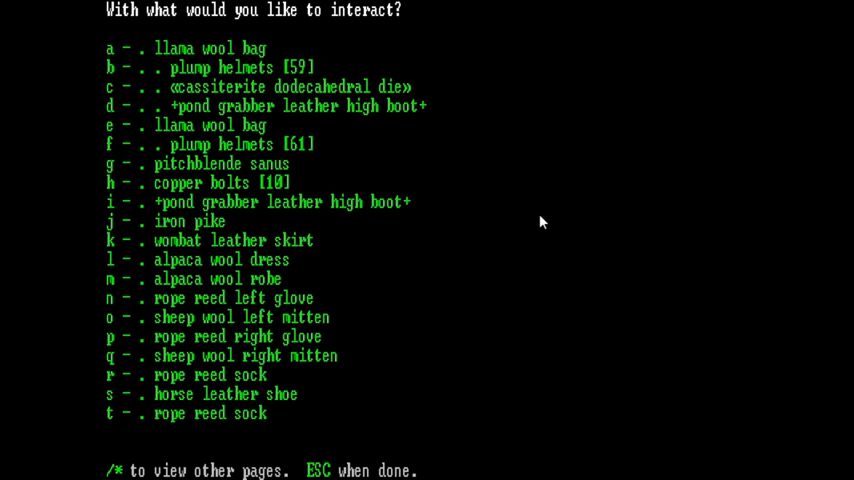 With what would you like to interact?
a - . llama wool bag
b - . . plump helmets [59]
c - . . «cassiterite dodecahedral die»
d - . . +pond grabber leather high boot+
e - . llama wool bag
f - . . plump helmets [61]
g - . pitchblende sanus
h - . copper bolts [10]
i - . +pond grabber leather high boot+
j - . iron pike
k - . wombat leather skirt
l - . alpaca wool dress
m - . alpaca wool robe
n - . rope reed left glove
o - . sheep wool left mitten
p - . rope reed right glove
q - . sheep wool right mitten
r - . rope reed sock
s - . horse leather shoe
t - . rope reed sock
/* to view other pages.  ESC when done.